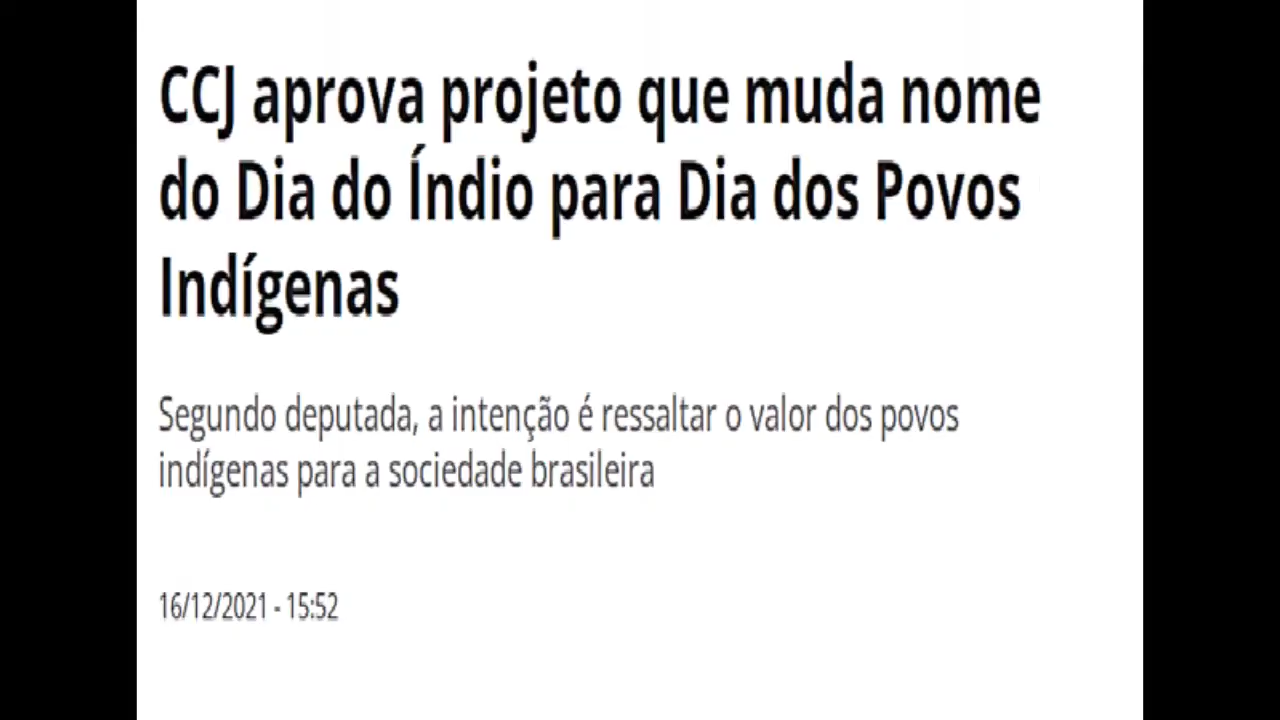 CCJ aprova projeto que muda nome
do Dia do Índio para Dia dos Povos
Indígenas
Segundo deputada, a intenção é ressaltar o valor dos povos
indígenas para a sociedade brasileira
16/12/2021 - 15:52